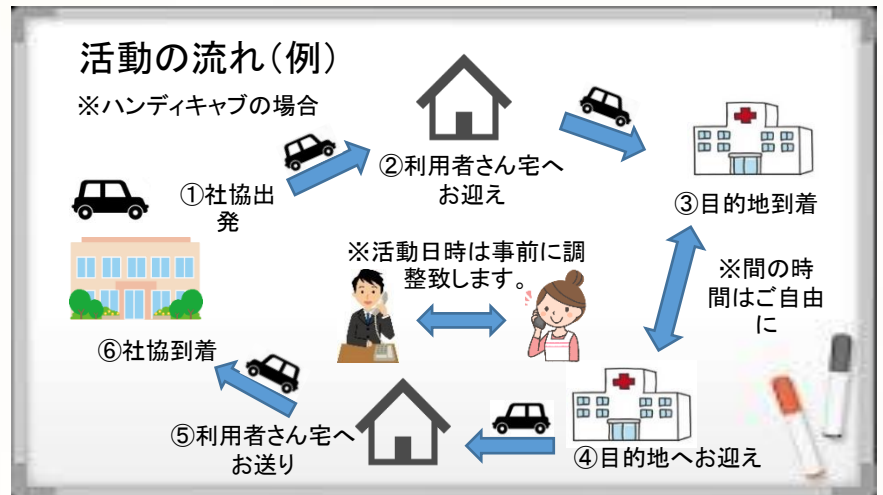 活動の流れ(例)
※ハンディキャブの場合
①社協出
発
②利用者さん宅へ
お迎え
③目的地到着
※活動日時は事前に調
整致します。
※間の時
間はご自由
に
④目的地へお迎え
⑤利用者さん宅へ
お送り
⑥社協到着